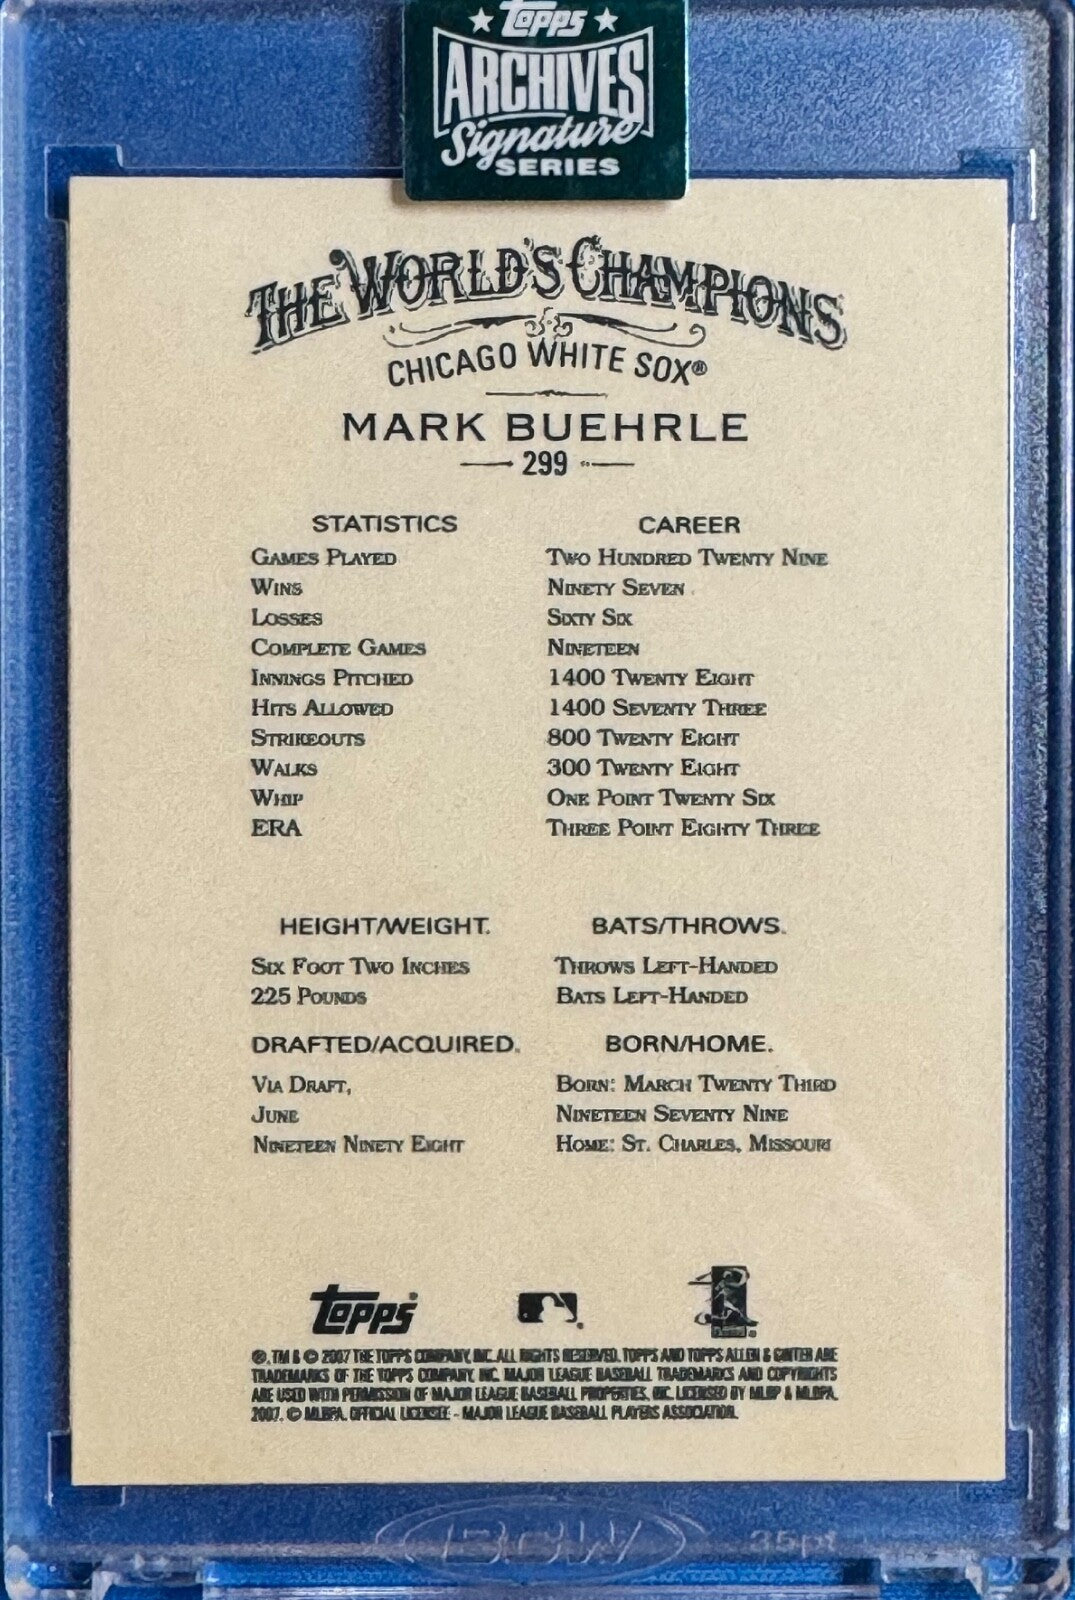 Topps
ARCHIVES
Signature
SERIES
THE WORLD'S CHAMPIONS
CHICAGO WHITE SOX®
MARK BUEHRLE
299
STATISTICS CAREER
GAMES PLAYED TWO HUNDRED TWENTY NINE
WINS NINETY SEVEN
LOSSES SIXTY SIX
COMPLETE GAMES NINETEEN
INNINGS PITCHED 1400 TWENTY EIGHT
HITS ALLOWED 1400 SEVENTY THREE
STRIKEOUTS 800 TWENTY EIGHT
WALKS 300 TWENTY EIGHT
WHIP ONE POINT TWENTY SIX
ERA THREE POINT EIGHTY THREE
HEIGHT/WEIGHT. BATS/THROWS.
SIX FOOT TWO INCHES THROWS LEFT-HANDED
225 POUNDS BATS LEFT-HANDED
DRAFTED/ACQUIRED. BORN/HOME.
VIA DRAFT, BORN: MARCH TWENTY THIRD
JUNE NINETEEN SEVENTY NINE
NINETEEN NINETY EIGHT HOME: ST. CHARLES, MISSOURI
Topps
®, TM & © 2007 THE TOPPS COMPANY, INC. ALL RIGHTS RESERVED. TOPPS AND TOPPS ALLEN & GINTER ARE
TRADEMARKS OF THE TOPPS COMPANY, INC. MAJOR LEAGUE BASEBALL TRADEMARKS AND COPYRIGHTS
ARE USED WITH PERMISSION OF MAJOR LEAGUE BASEBALL PROPERTIES, INC. LICENSED BY MLBP & MLBPA.
2007. © MLBPA. OFFICIAL LICENSEE - MAJOR LEAGUE BASEBALL PLAYERS ASSOCIATION.
BCW 35pt